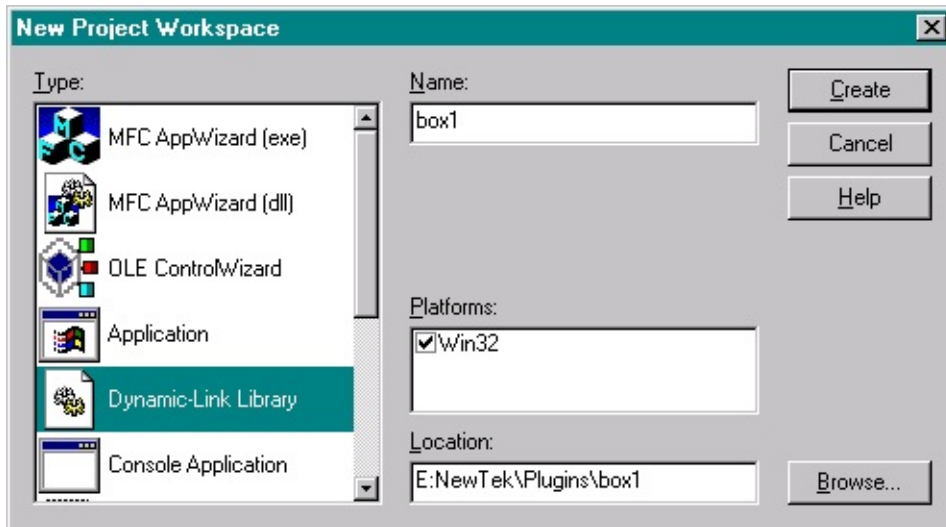 New Project Workspace
Type:
MFC AppWizard (exe)
MFC AppWizard (dll)
OLE ControlWizard
Application
Dynamic-Link Library
Console Application
Name:
box1
Platforms:
Win32
Location:
E:NewTek\Plugins\box1
Create
Cancel
Help
Browse...